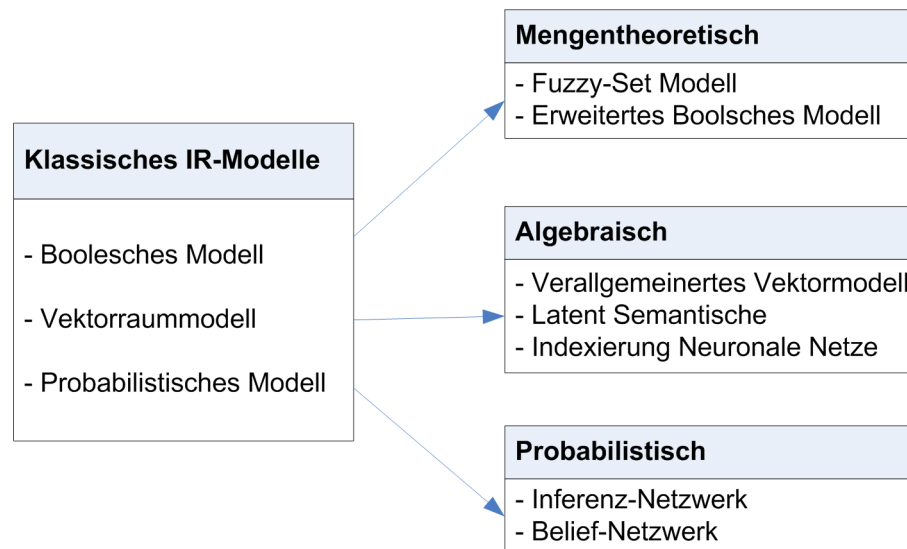 Klassisches IR-Modelle
- Boolesches Modell
- Vektorraummodell
- Probabilistisches Modell
Mengentheoretisch
- Fuzzy-Set Modell
- Erweitertes Boolsches Modell
Algebraisch
- Verallgemeinertes Vektormodell
- Latent Semantische
- Indexierung Neuronale Netze
Probabilistisch
- Inferenz-Netzwerk
- Belief-Netzwerk